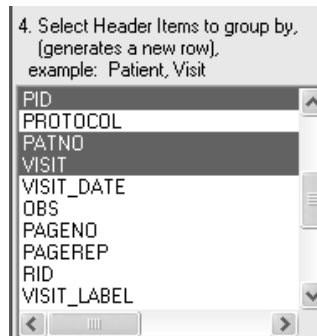 4. Select Header Items to group by,
(generates a new row),
example: Patient, Visit
PID
PROTOCOL
PATNO
VISIT
VISIT_DATE
OBS
PAGENO
PAGEREP
RID
VISIT_LABEL